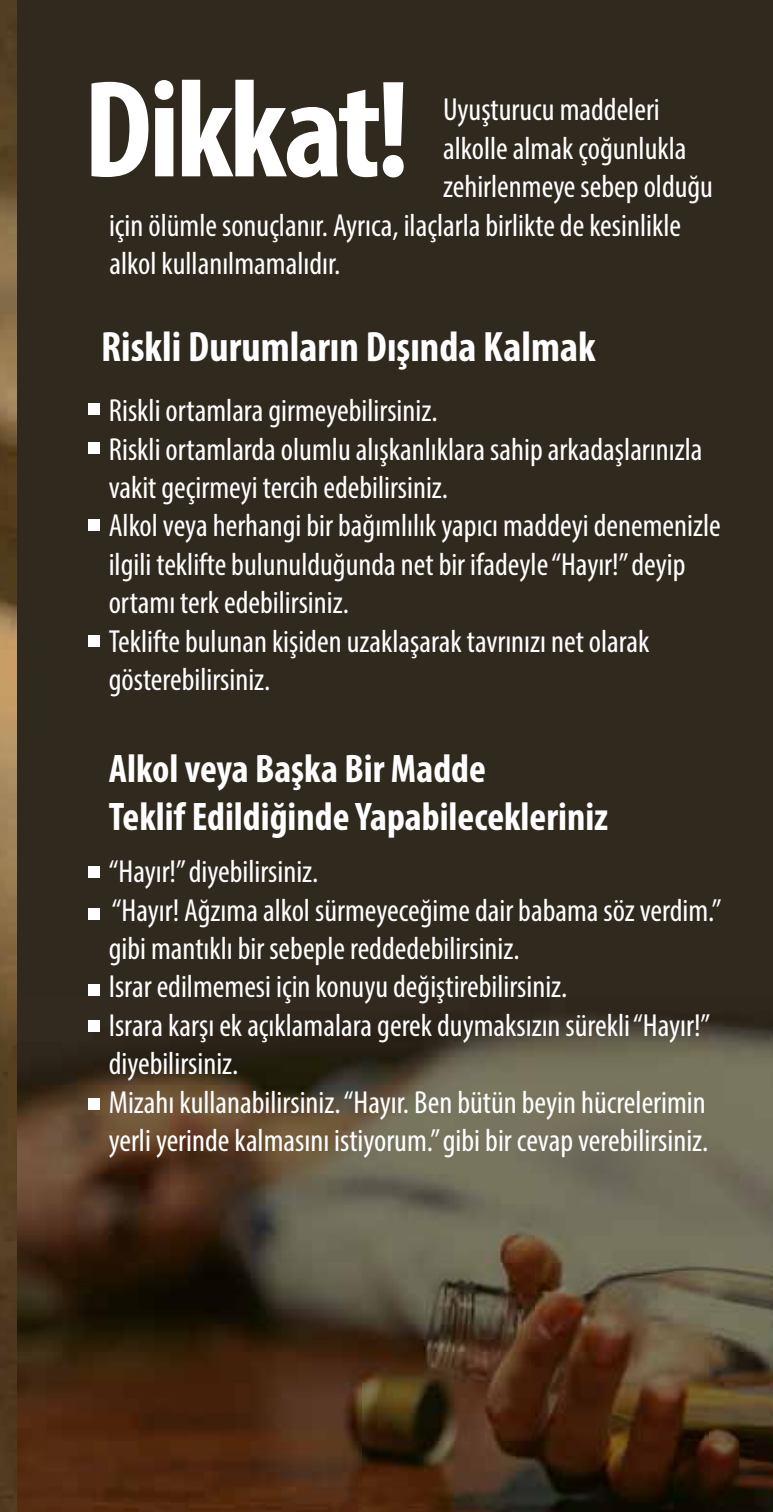 Dikkat!
Uyuşturucu maddeleri
alkolle almak çoğunlukla
zehirlenmeye sebep olduğu
için ölümle sonuçlanır. Ayrıca, ilaçlarla birlikte de kesinlikle
alkol kullanılmamalıdır.
Riskli Durumların Dışında Kalmak
Riskli ortamlara girmeyebilirsiniz.
Riskli ortamlarda olumlu alışkanlıklara sahip arkadaşlarınızla
vakit geçirmeyi tercih edebilirsiniz.
Alkol veya herhangi bir bağımlılık yapıcı maddeyi denemenizle
ilgili teklifte bulunulduğunda net bir ifadeyle “Hayır!” deyip
ortamı terk edebilirsiniz.
Teklifte bulunan kişiden uzaklaşarak tavrınızı net olarak
gösterebilirsiniz.
Alkol veya Başka Bir Madde
Teklif Edildiğinde Yapabilecekleriniz
“Hayır!” diyebilirsiniz.
“Hayır! Ağzıma alkol sürmeyeceğime dair babama söz verdim.”
gibi mantıklı bir sebeple reddedebilirsiniz.
Israr edilmemesi için konuyu değiştirebilirsiniz.
Israra karşı ek açıklamalara gerek duymaksızın sürekli “Hayır!”
diyebilirsiniz.
Mizahı kullanabilirsiniz. “Hayır. Ben bütün beyin hücrelerimin
yerli yerinde kalmasını istiyorum.” gibi bir cevap verebilirsiniz.